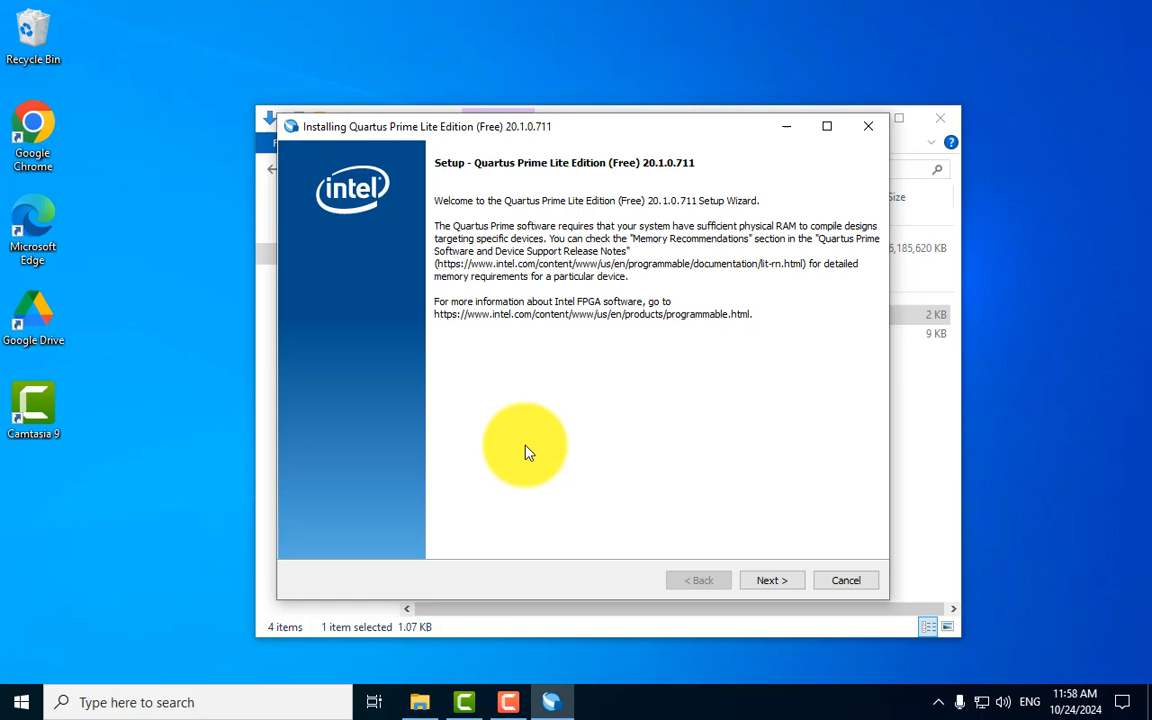 Recycle Bin
Google
Chrome
Microsoft
Edge
Google Drive
Camtasia 9
Installing Quartus Prime Lite Edition (Free) 20.1.0.711
intel
Setup - Quartus Prime Lite Edition (Free) 20.1.0.711
Welcome to the Quartus Prime Lite Edition (Free) 20.1.0.711 Setup Wizard.
The Quartus Prime software requires that your system have sufficient physical RAM to compile designs
targeting specific devices. You can check the "Memory Recommendations" section in the "Quartus Prime
Software and Device Support Release Notes"
(https://www.intel.com/content/www/us/en/programmable/documentation/lit-rn.html) for detailed
memory requirements for a particular device.
For more information about Intel FPGA software, go to
https://www.intel.com/content/www/us/en/products/programmable.html.
< Back
Next >
Cancel
Size
6,185,620 KB
2 KB
9 KB
4 items
1 item selected 1.07 KB
Type here to search
ENG
11:58 AM
10/24/2024